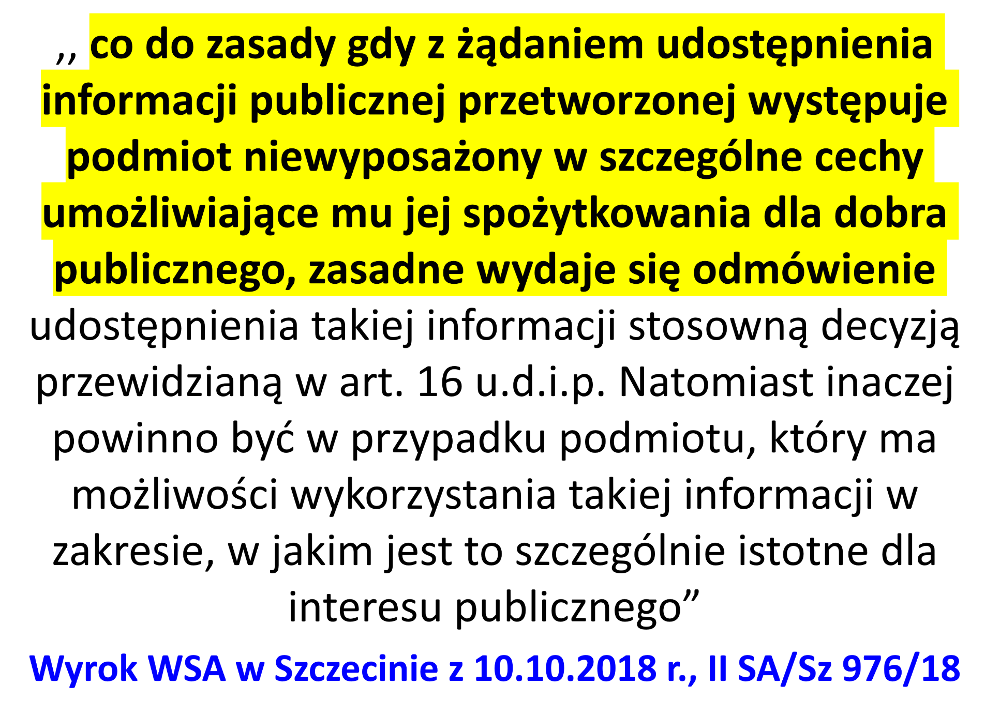 ,, co do zasady gdy z żądaniem udostępnienia
informacji publicznej przetworzonej występuje
podmiot niewyposażony w szczególne cechy
umożliwiające mu jej spożytkowania dla dobra
publicznego, zasadne wydaje się odmówienie
udostępnienia takiej informacji stosowną decyzją
przewidzianą w art. 16 u.d.i.p. Natomiast inaczej
powinno być w przypadku podmiotu, który ma
możliwości wykorzystania takiej informacji w
zakresie, w jakim jest to szczególnie istotne dla
interesu publicznego”
Wyrok WSA w Szczecinie z 10.10.2018 r., II SA/Sz 976/18